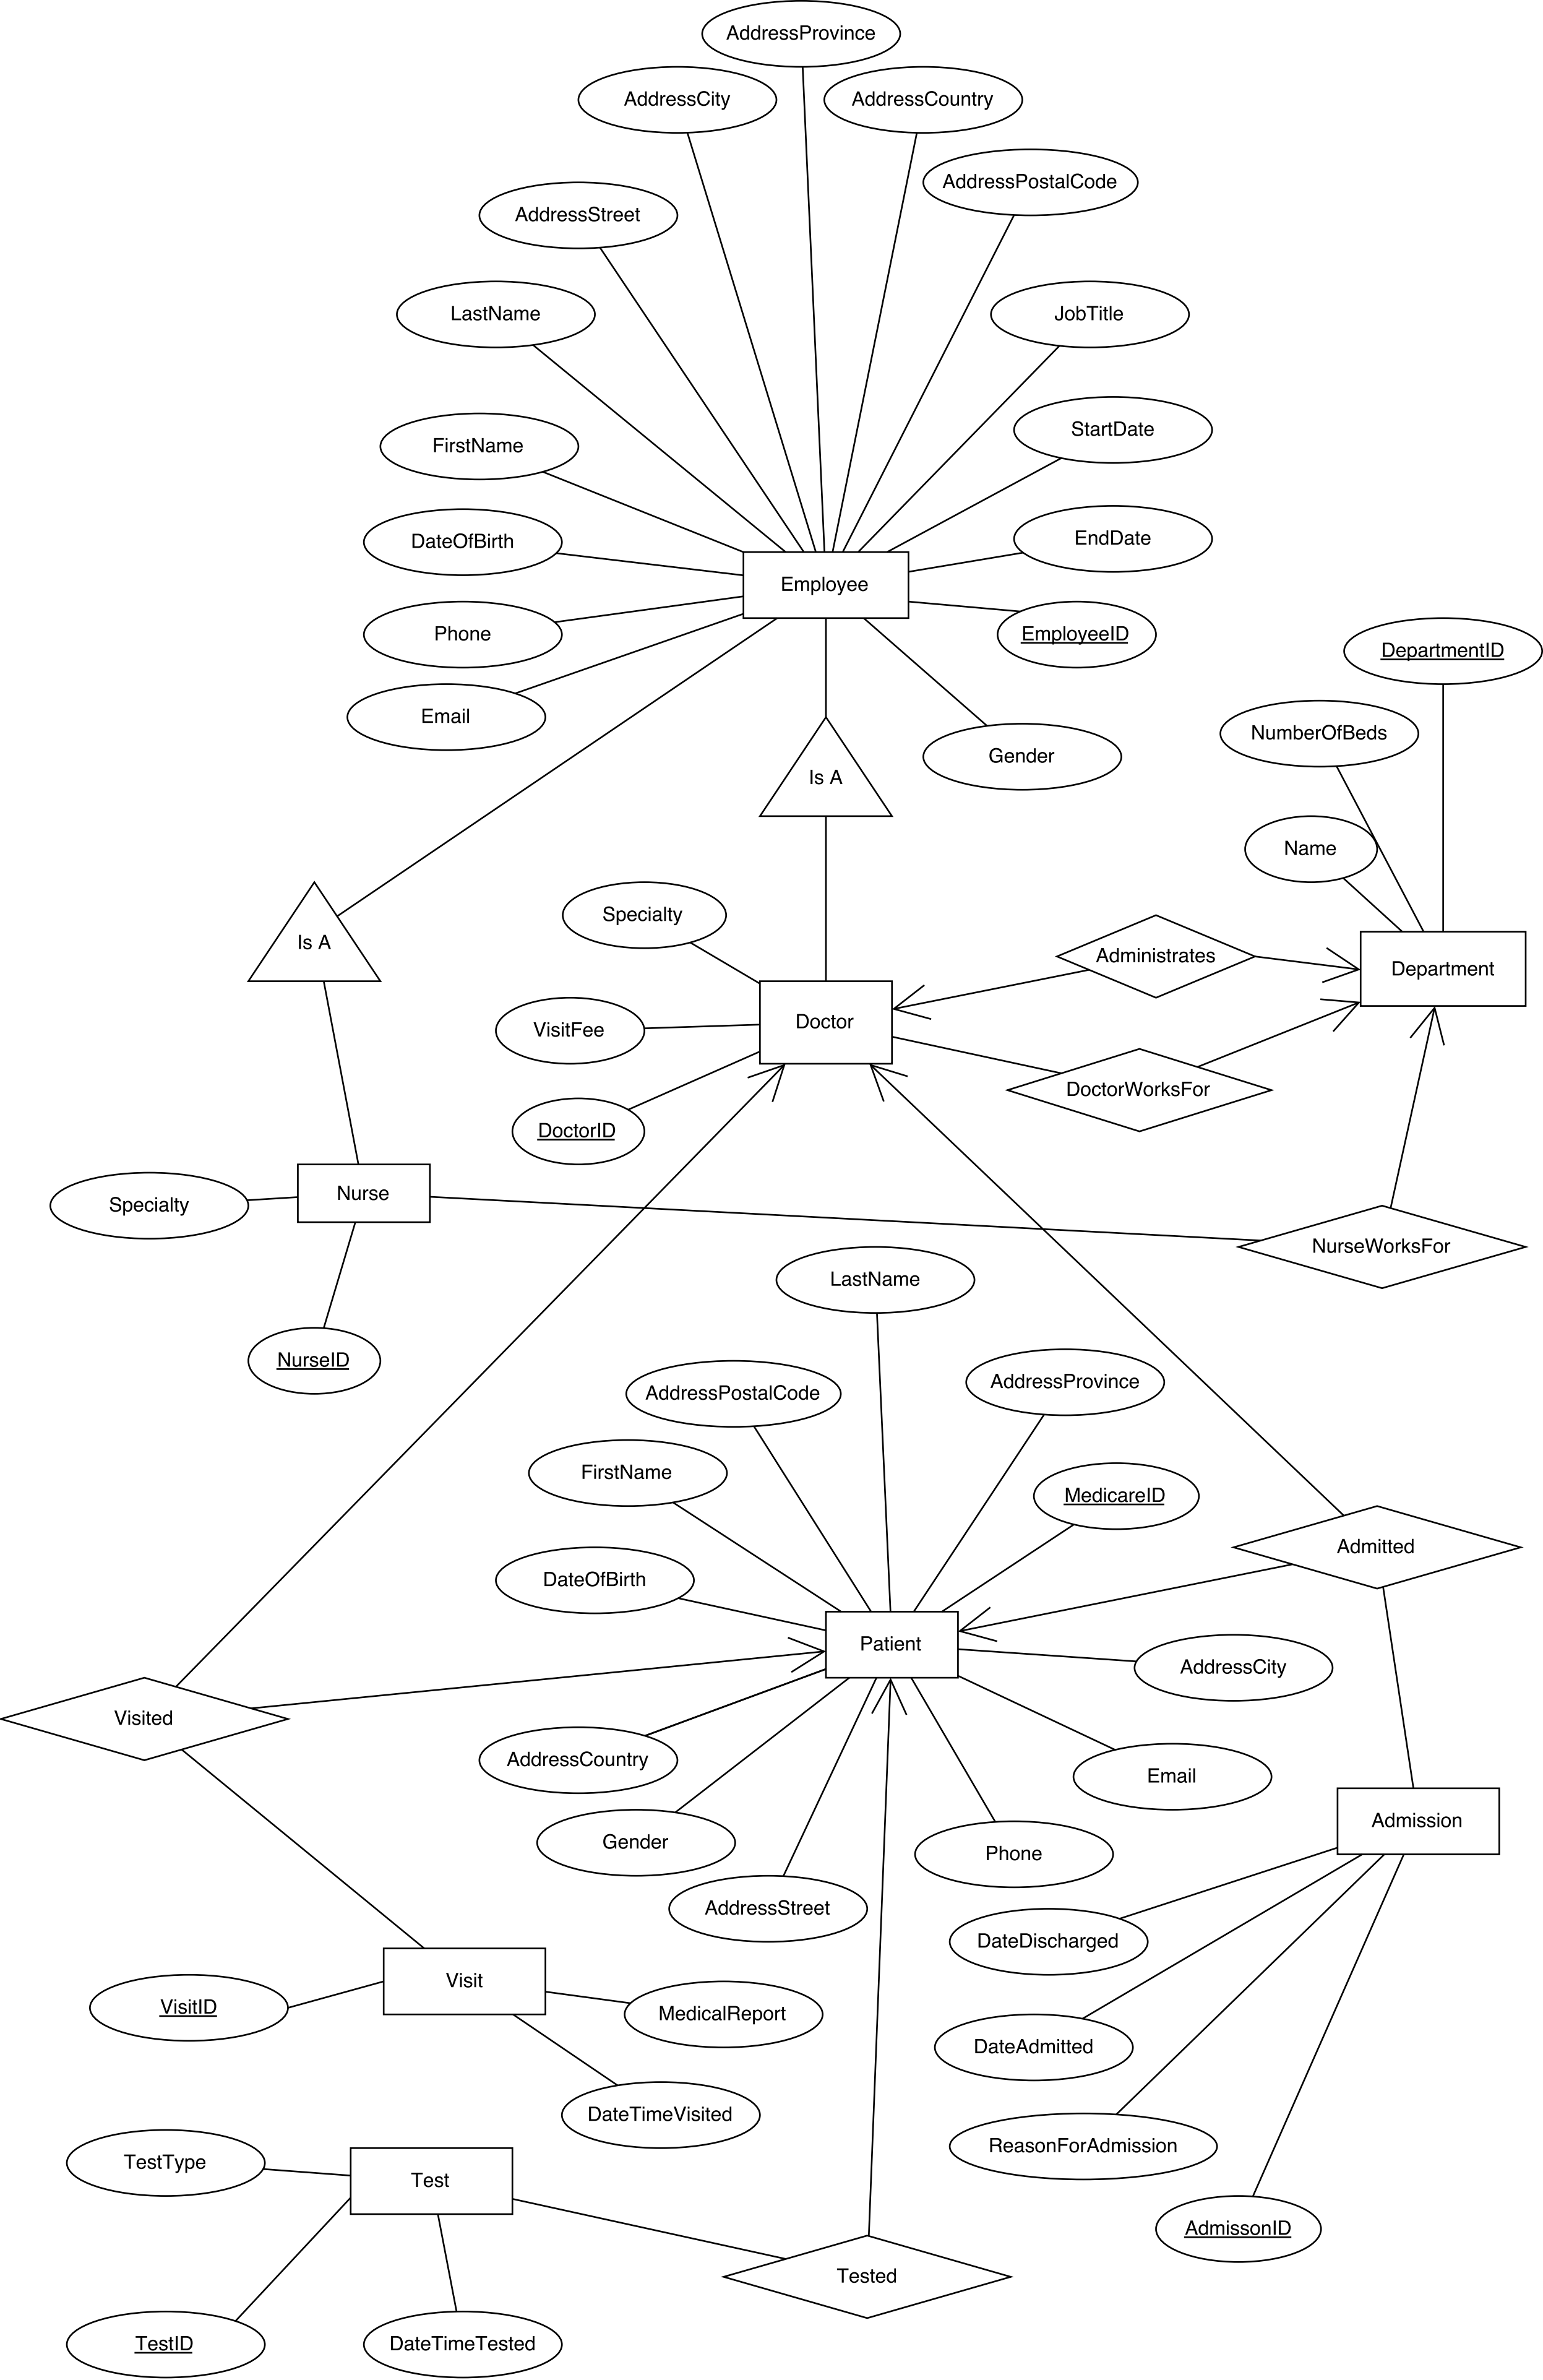 AddressProvince
AddressCity
AddressCountry
AddressPostalCode
AddressStreet
LastName
JobTitle
StartDate
FirstName
EndDate
DateOfBirth
Employee
Phone
EmployeeID
DepartmentID
Email
NumberOfBeds
Gender
Is A
Name
Specialty
Is A
Administrates
Department
Doctor
VisitFee
DoctorWorksFor
DoctorID
Nurse
Specialty
NurseWorksFor
LastName
NurseID
AddressProvince
AddressPostalCode
FirstName
MedicareID
Admitted
DateOfBirth
Patient
AddressCity
Visited
AddressCountry
Email
Admission
Gender
Phone
AddressStreet
DateDischarged
Visit
VisitID
MedicalReport
DateAdmitted
DateTimeVisited
ReasonForAdmission
TestType
Test
AdmissonID
Tested
TestID
DateTimeTested